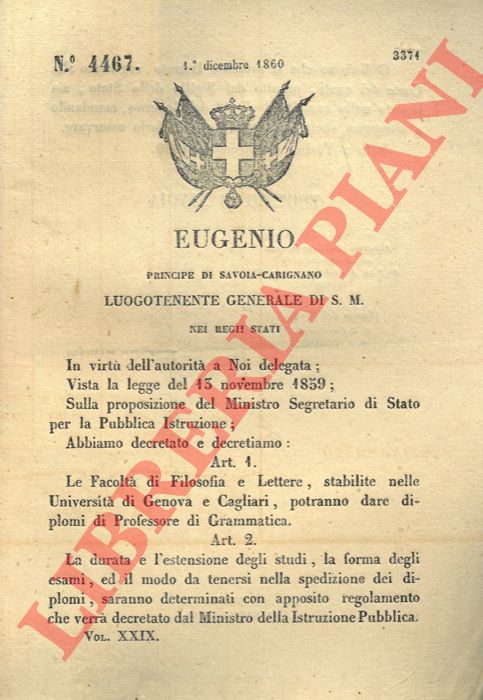 N.º 4467.
1.º dicembre 1860
3371
EUGENIO
PRINCIPE DI SAVOIA-CARIGNANO
LUOGOTENENTE GENERALE DI S. M.
NEI REGII STATI
In virtù dell'autorità a Noi delegata ;
Vista la legge del 13 novembre 1859 ;
Sulla proposizione del Ministro Segretario di Stato
per la Pubblica Istruzione ;
Abbiamo decretato e decretiamo :
Art. 1.
Le Facoltà di Filosofia e Lettere, stabilite nelle
Università di Genova e Cagliari, potranno dare di-
plomi di Professore di Grammatica.
Art. 2.
La durata e l'estensione degli studi, la forma degli
esami, ed il modo da tenersi nella spedizione dei di-
plomi, saranno determinati con apposito regolamento
che verrà decretato dal Ministro della Istruzione Pubblica.
VOL. XXIX.
LIBRERIA PIANI